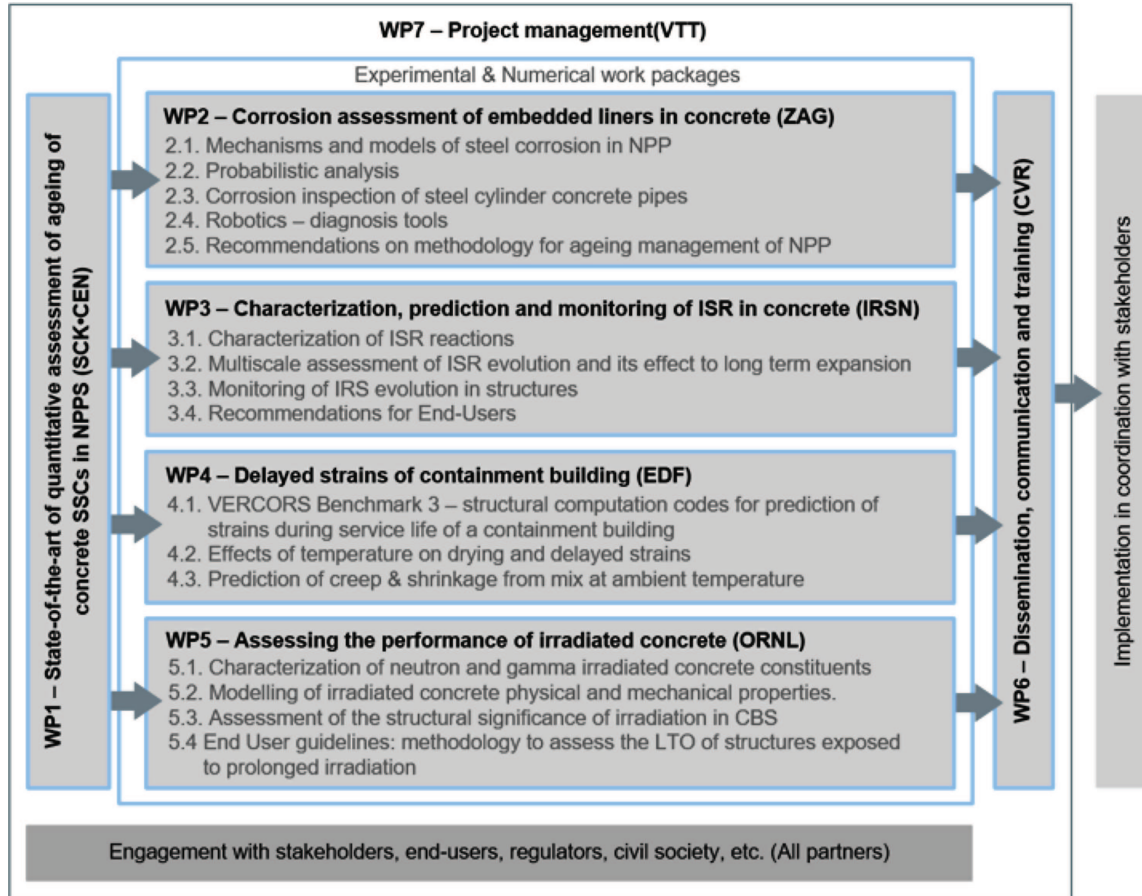 WP7 – Project management(VTT)
Experimental & Numerical work packages
WP1 – State-of-the-art of quantitative assessment of ageing of
concrete SSCs in NPPS (SCK•CEN)
WP2 – Corrosion assessment of embedded liners in concrete (ZAG)
2.1. Mechanisms and models of steel corrosion in NPP
2.2. Probabilistic analysis
2.3. Corrosion inspection of steel cylinder concrete pipes
2.4. Robotics – diagnosis tools
2.5. Recommendations on methodology for ageing management of NPP
WP3 – Characterization, prediction and monitoring of ISR in concrete (IRSN)
3.1. Characterization of ISR reactions
3.2. Multiscale assessment of ISR evolution and its effect to long term expansion
3.3. Monitoring of IRS evolution in structures
3.4. Recommendations for End-Users
WP4 – Delayed strains of containment building (EDF)
4.1. VERCORS Benchmark 3 – structural computation codes for prediction of
strains during service life of a containment building
4.2. Effects of temperature on drying and delayed strains
4.3. Prediction of creep & shrinkage from mix at ambient temperature
WP5 – Assessing the performance of irradiated concrete (ORNL)
5.1. Characterization of neutron and gamma irradiated concrete constituents
5.2. Modelling of irradiated concrete physical and mechanical properties.
5.3. Assessment of the structural significance of irradiation in CBS
5.4 End User guidelines: methodology to assess the LTO of structures exposed
to prolonged irradiation
WP6 – Dissemination, communication and training (CVR)
Implementation in coordination with stakeholders
Engagement with stakeholders, end-users, regulators, civil society, etc. (All partners)